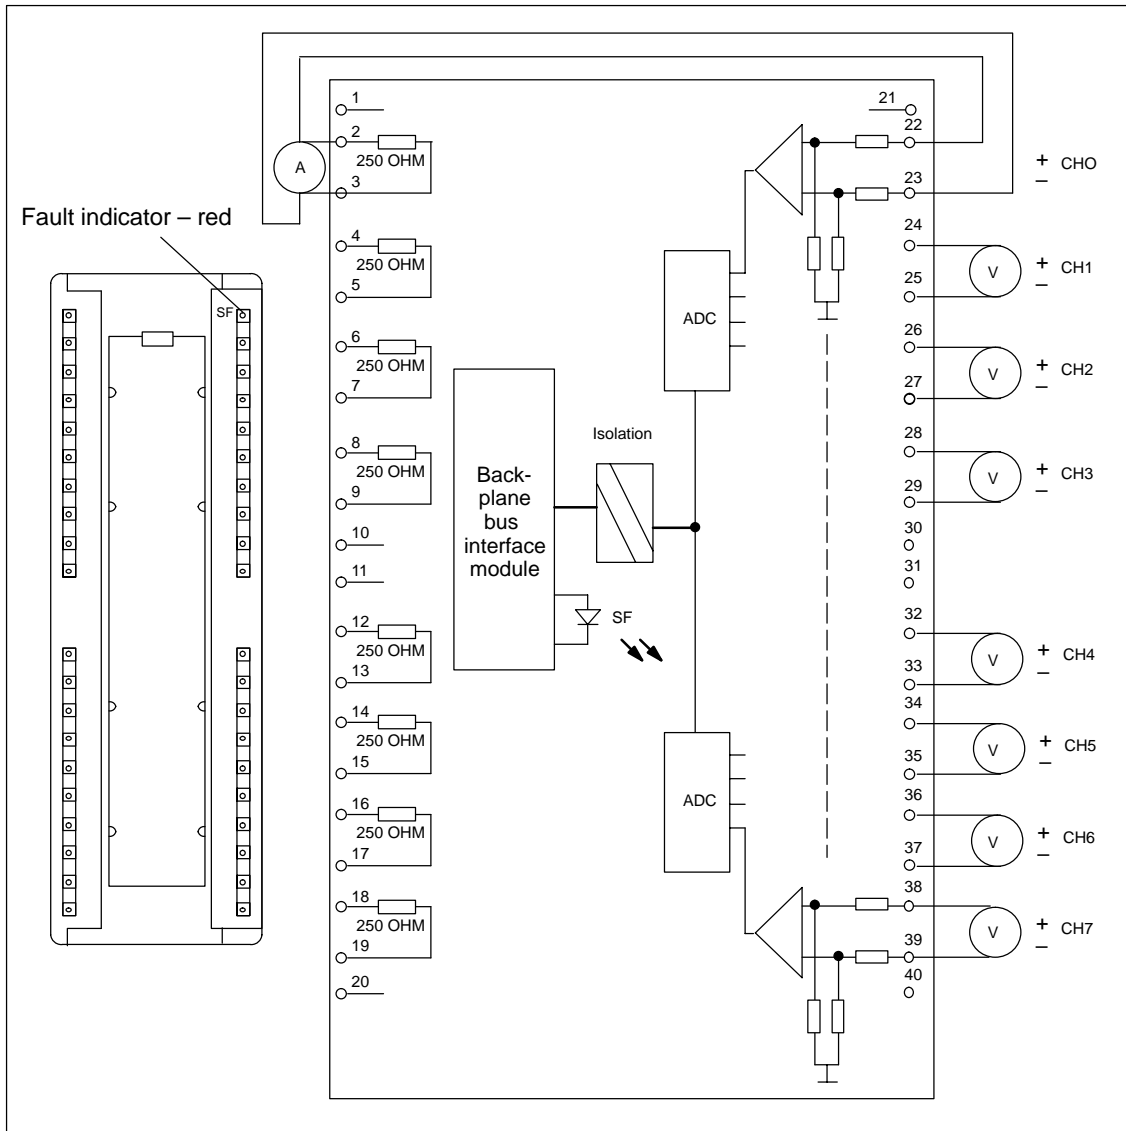 Fault indicator – red
SF
A
1
2
250 OHM
3
4
250 OHM
5
6
250 OHM
7
8
250 OHM
9
10
11
12
250 OHM
13
14
250 OHM
15
16
250 OHM
17
18
250 OHM
19
20
Back-
plane
bus
interface
module
Isolation
SF
ADC
ADC
21
22
23
24
25
26
27
28
29
30
31
32
33
34
35
36
37
38
39
40
+
– CHO
V
+
– CH1
V
+
– CH2
V
+
– CH3
V
+
– CH4
V
+
– CH5
V
+
– CH6
V
+
– CH7